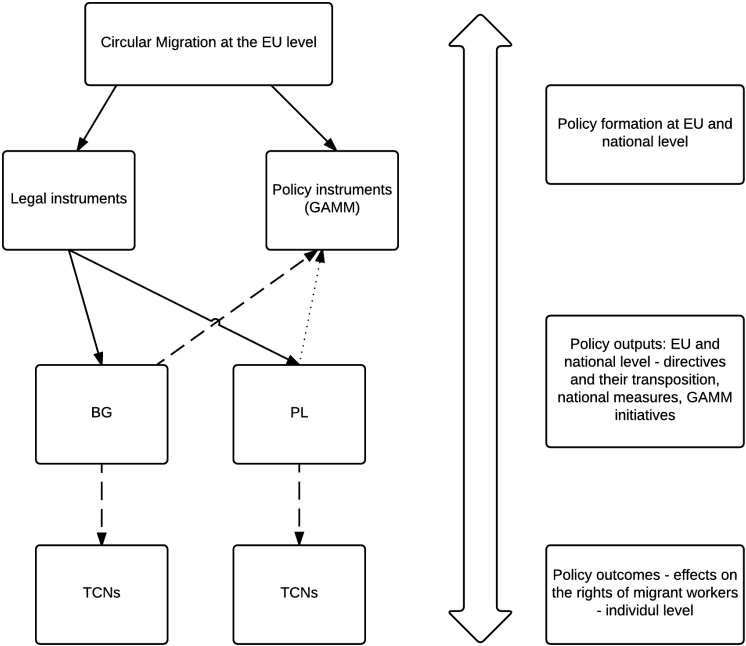 Circular Migration at the EU level
Legal instruments
Policy instruments
(GAMM)
BG
PL
TCNs
TCNs
Policy formation at EU and
national level
Policy outputs: EU and
national level - directives
and their transposition,
national measures, GAMM
initiatives
Policy outcomes - effects on
the rights of migrant workers
- individul level